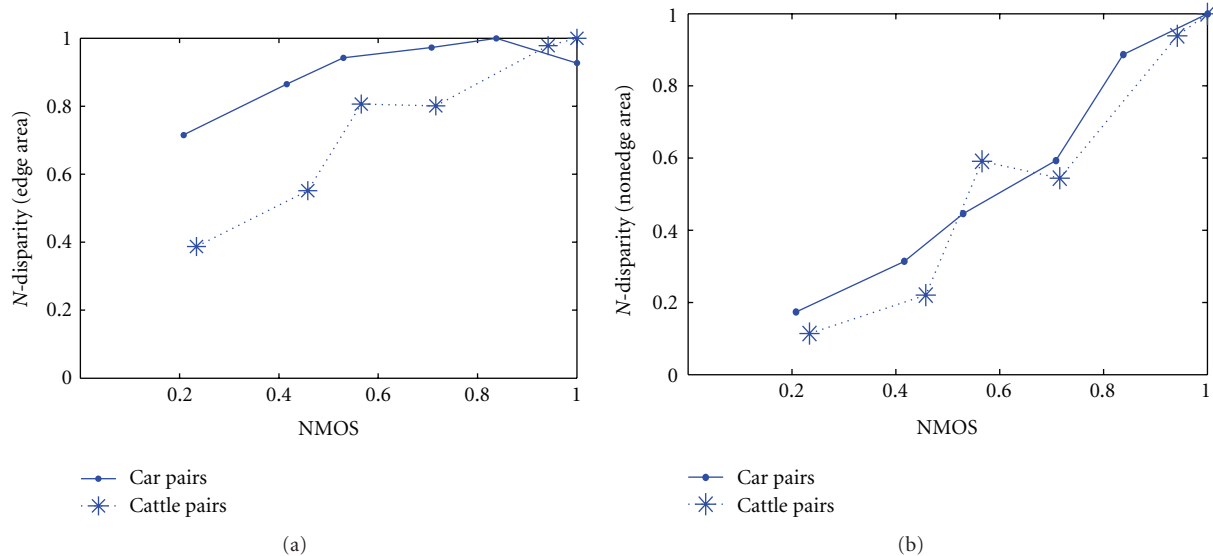 1
0.8
0.6
0.4
0.2
0
N-disparity (edge area)
0.2 0.4 0.6 0.8 1
NMOS
Car pairs
Cattle pairs
(a)
1
0.8
0.6
0.4
0.2
0
N-disparity (nonedge area)
0.2 0.4 0.6 0.8 1
NMOS
Car pairs
Cattle pairs
(b)